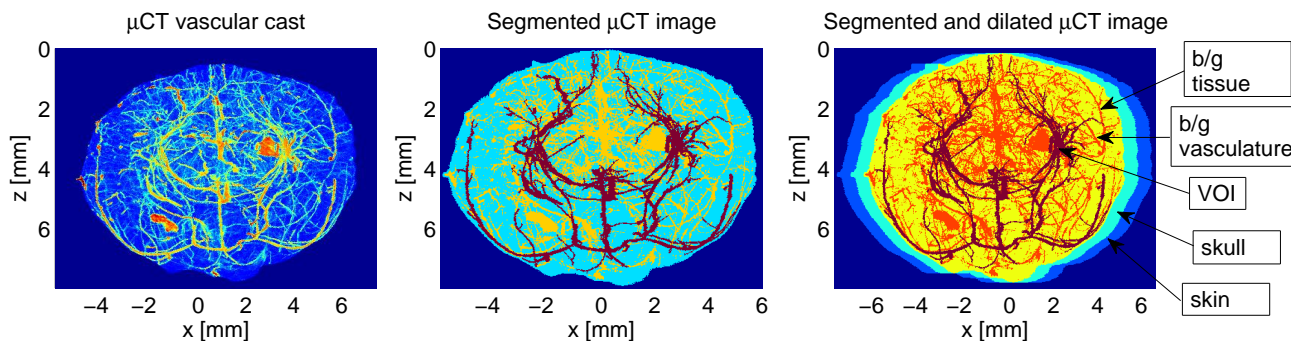 μCT vascular cast
Segmented μCT image
Segmented and dilated μCT image
0
2
4
6
z [mm]
−4 −2 0 2 4 6
x [mm]
0
2
4
6
z [mm]
−4 −2 0 2 4 6
x [mm]
0
2
4
6
z [mm]
−6 −4 −2 0 2 4 6
x [mm]
b/g
tissue
b/g
vasculature
VOI
skull
skin